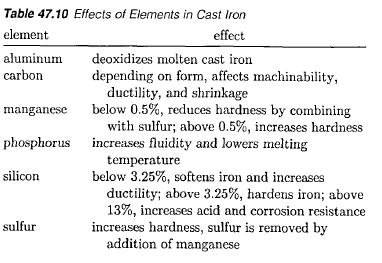 Table 47.10 Effects of Elements in Cast Iron
element effect
aluminum deoxidizes molten cast iron
carbon depending on form, affects machinability,
ductility, and shrinkage
manganese below 0.5%, reduces hardness by combining
with sulfur; above 0.5%, increases hardness
phosphorus increases fluidity and lowers melting
temperature
silicon below 3.25%, softens iron and increases
ductility; above 3.25%, hardens iron; above
13%, increases acid and corrosion resistance
sulfur increases hardness, sulfur is removed by
addition of manganese